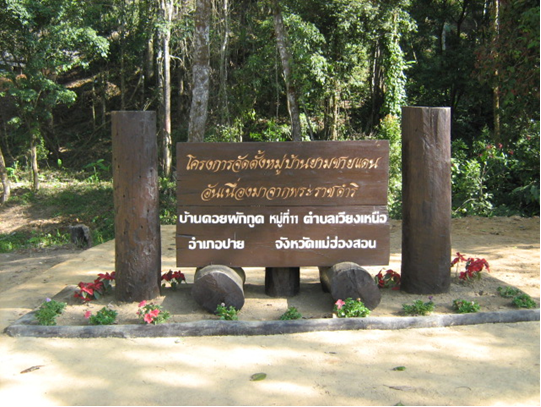 โครงการจัดตั้งหมู่บ้านยามชายแดน
อันเนื่องมาจากพระราชดำริ
บ้านดอยผักกูด หมู่ที่๗ ตำบลเวียงเหนือ
อำเภอปาย จังหวัดแม่ฮ่องสอน